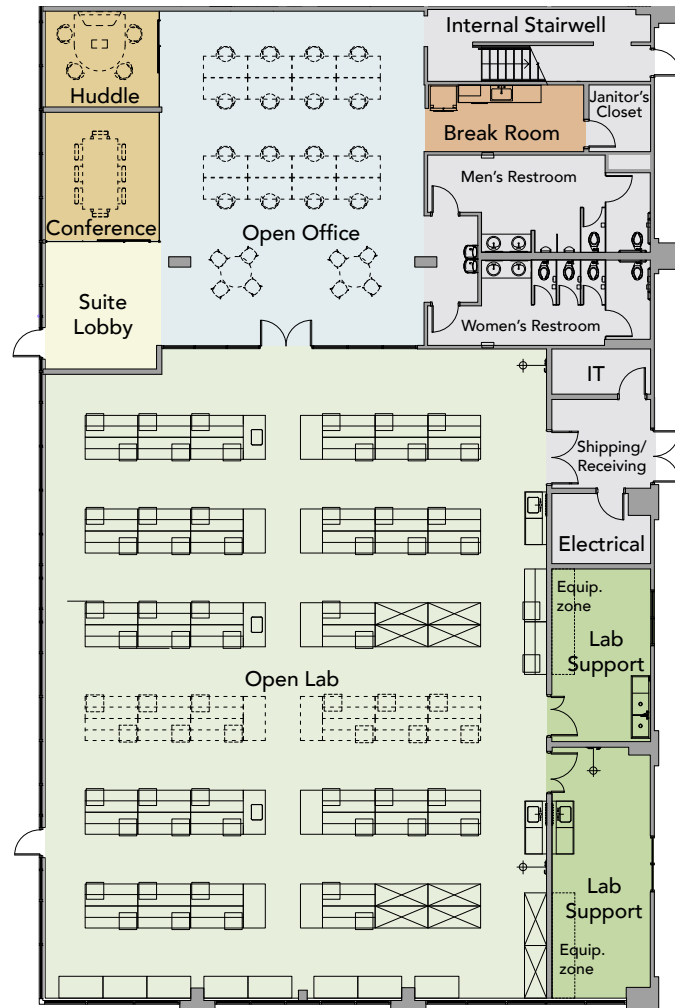 Internal Stairwell
Huddle
Janitor's
Closet
Break Room
Conference
Men's Restroom
Open Office
Suite
Lobby
Women's Restroom
IT
Shipping/
Receiving
Electrical
Equip.
zone
Lab
Support
Open Lab
Lab
Support
Equip.
zone